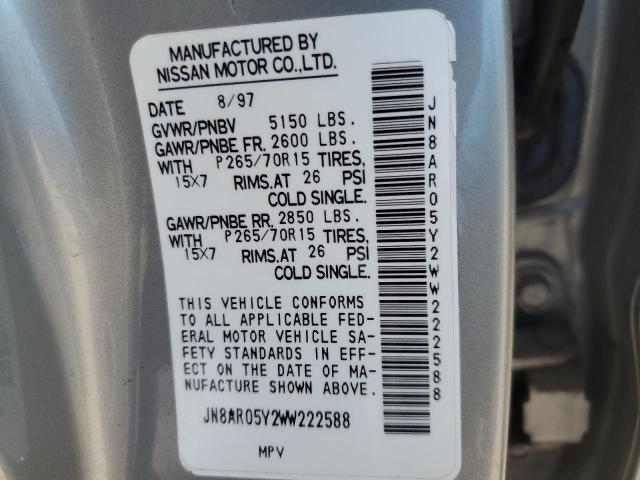 MANUFACTURED BY
NISSAN MOTOR CO.,LTD.
DATE 8/97
GVWR/PNBV 5150 LBS.
GAWR/PNBE FR. 2600 LBS.
WITH P265/70R15 TIRES,
15X7 RIMS.AT 26 PSI
COLD SINGLE.
GAWR/PNBE RR. 2850 LBS.
WITH P265/70R15 TIRES,
15X7 RIMS.AT 26 PSI
COLD SINGLE.
THIS VEHICLE CONFORMS
TO ALL APPLICABLE FED-
ERAL MOTOR VEHICLE SA-
FETY STANDARDS IN EFF-
ECT ON THE DATE OF MA-
NUFACTURE SHOWN ABOVE.
JN8AR05Y2WW222588
MPV
JN8AR05Y2WW222588